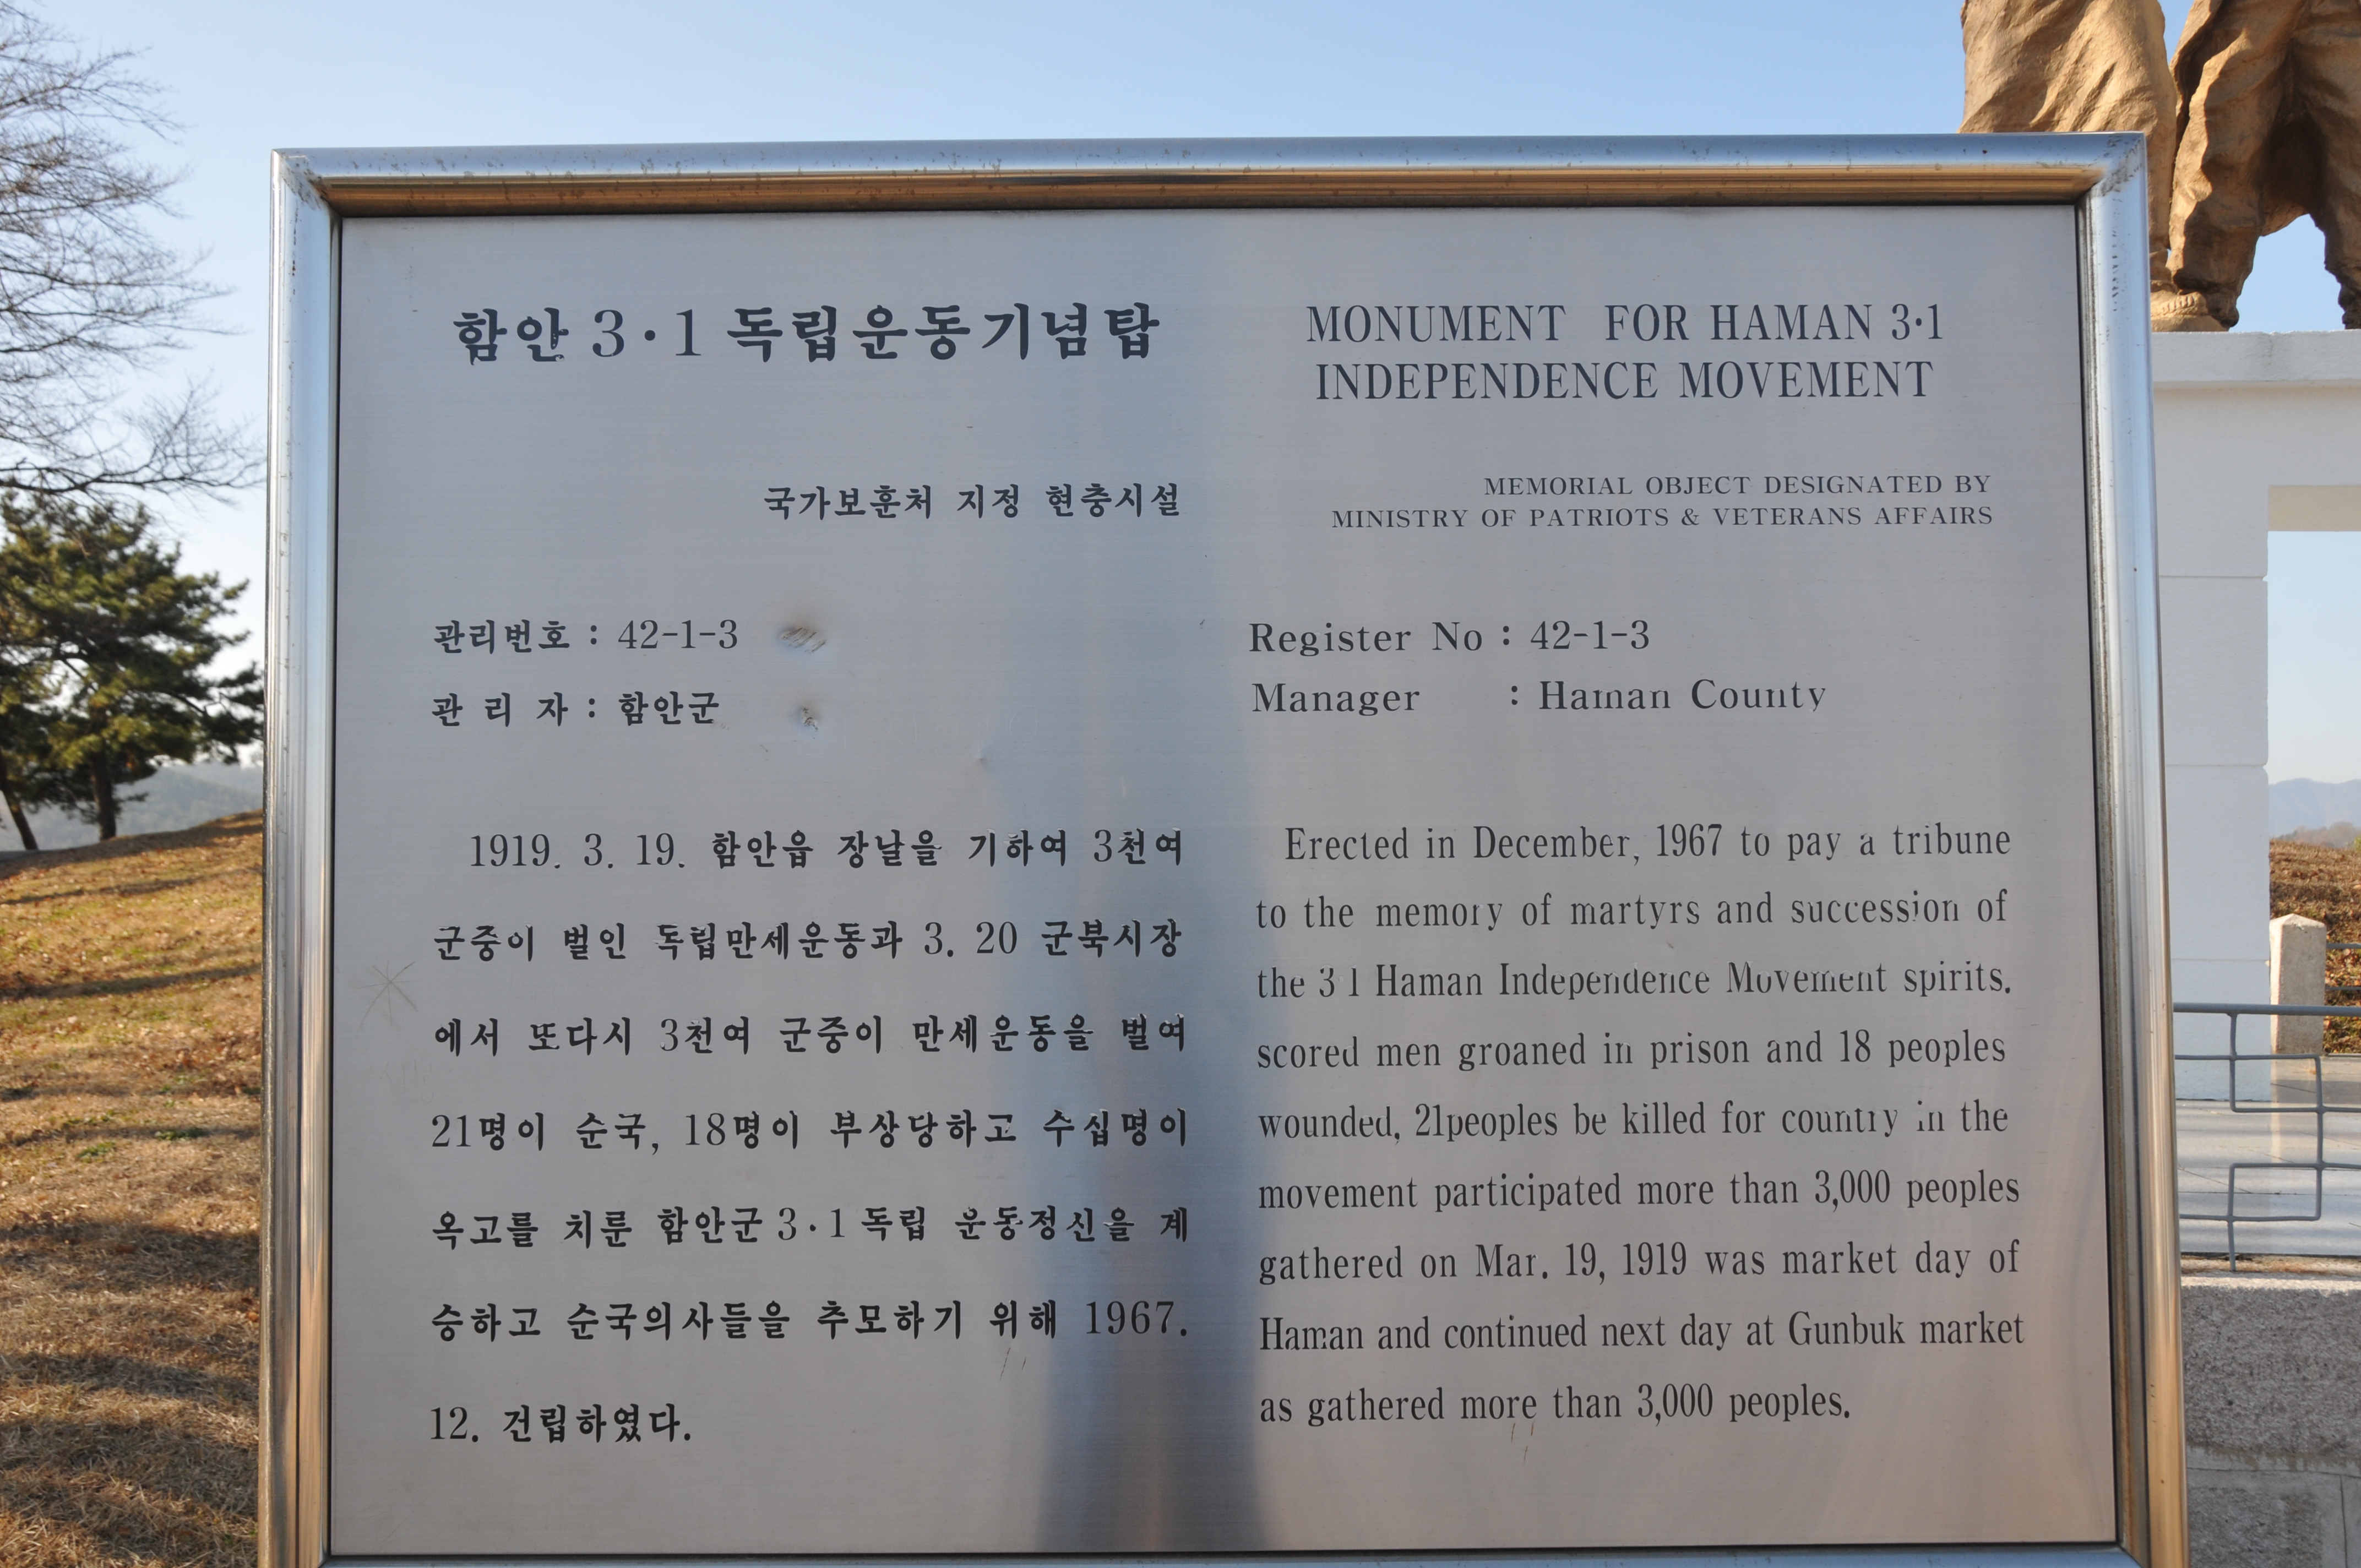 함안 3·1 독립운동기념탑
국가보훈처 지정 현충시설
관리번호 : 42-1-3
관 리 자 : 함안군
1919. 3. 19. 함안읍 장날을 기하여 3천여
군중이 벌인 독립만세운동과 3. 20 군북시장
에서 또다시 3천여 군중이 만세운동을 벌여
21명이 순국, 18명이 부상당하고 수십명이
옥고를 치룬 함안군 3·1 독립 운동정신을 계
승하고 순국의사들을 추모하기 위해 1967.
12. 건립하였다.
MONUMENT FOR HAMAN 3·1
INDEPENDENCE MOVEMENT
MEMORIAL OBJECT DESIGNATED BY
MINISTRY OF PATRIOTS & VETERANS AFFAIRS
Register No : 42-1-3
Manager : Haman County
Erected in December, 1967 to pay a tribune
to the memory of martyrs and succession of
the 3 1 Haman Independence Movement spirits.
scored men groaned in prison and 18 peoples
wounded, 21peoples be killed for country in the
movement participated more than 3,000 peoples
gathered on Mar. 19, 1919 was market day of
Haman and continued next day at Gunbuk market
as gathered more than 3,000 peoples.